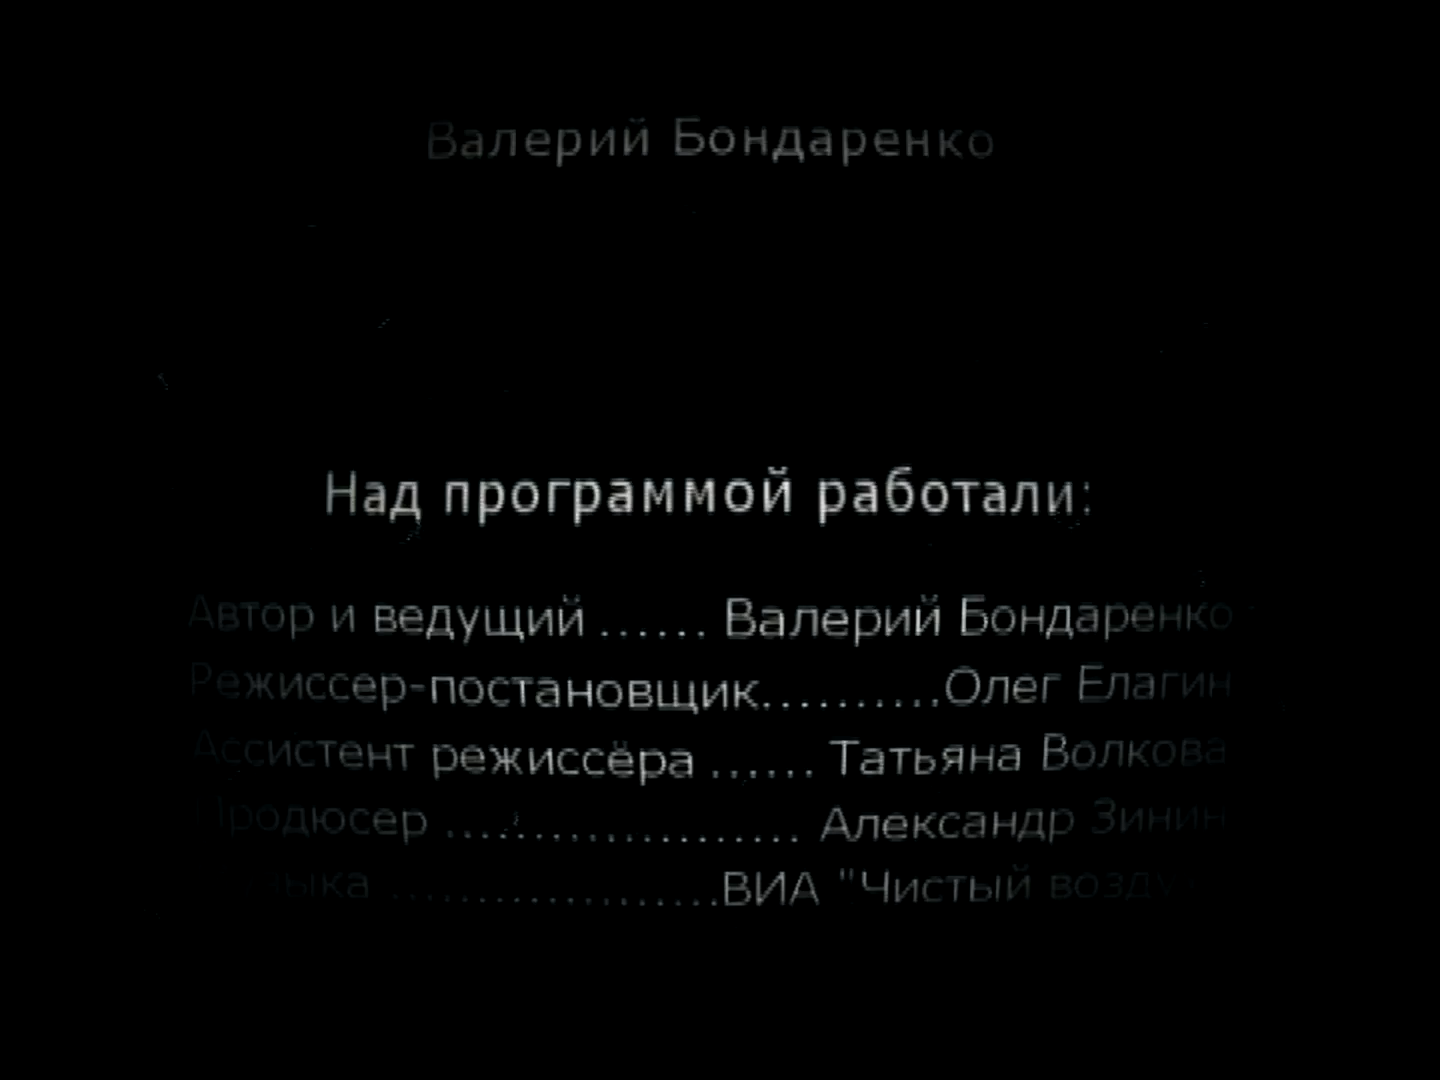 Валерий Бондаренко
Над программой работали:
Автор и ведущий ...... Валерий Бондаренко
Режиссер-постановщик..........Олег Елагин
Ассистент режиссёра ...... Татьяна Волкова
Продюсер .................... Александр Зинин
...................ВИА "Чистый